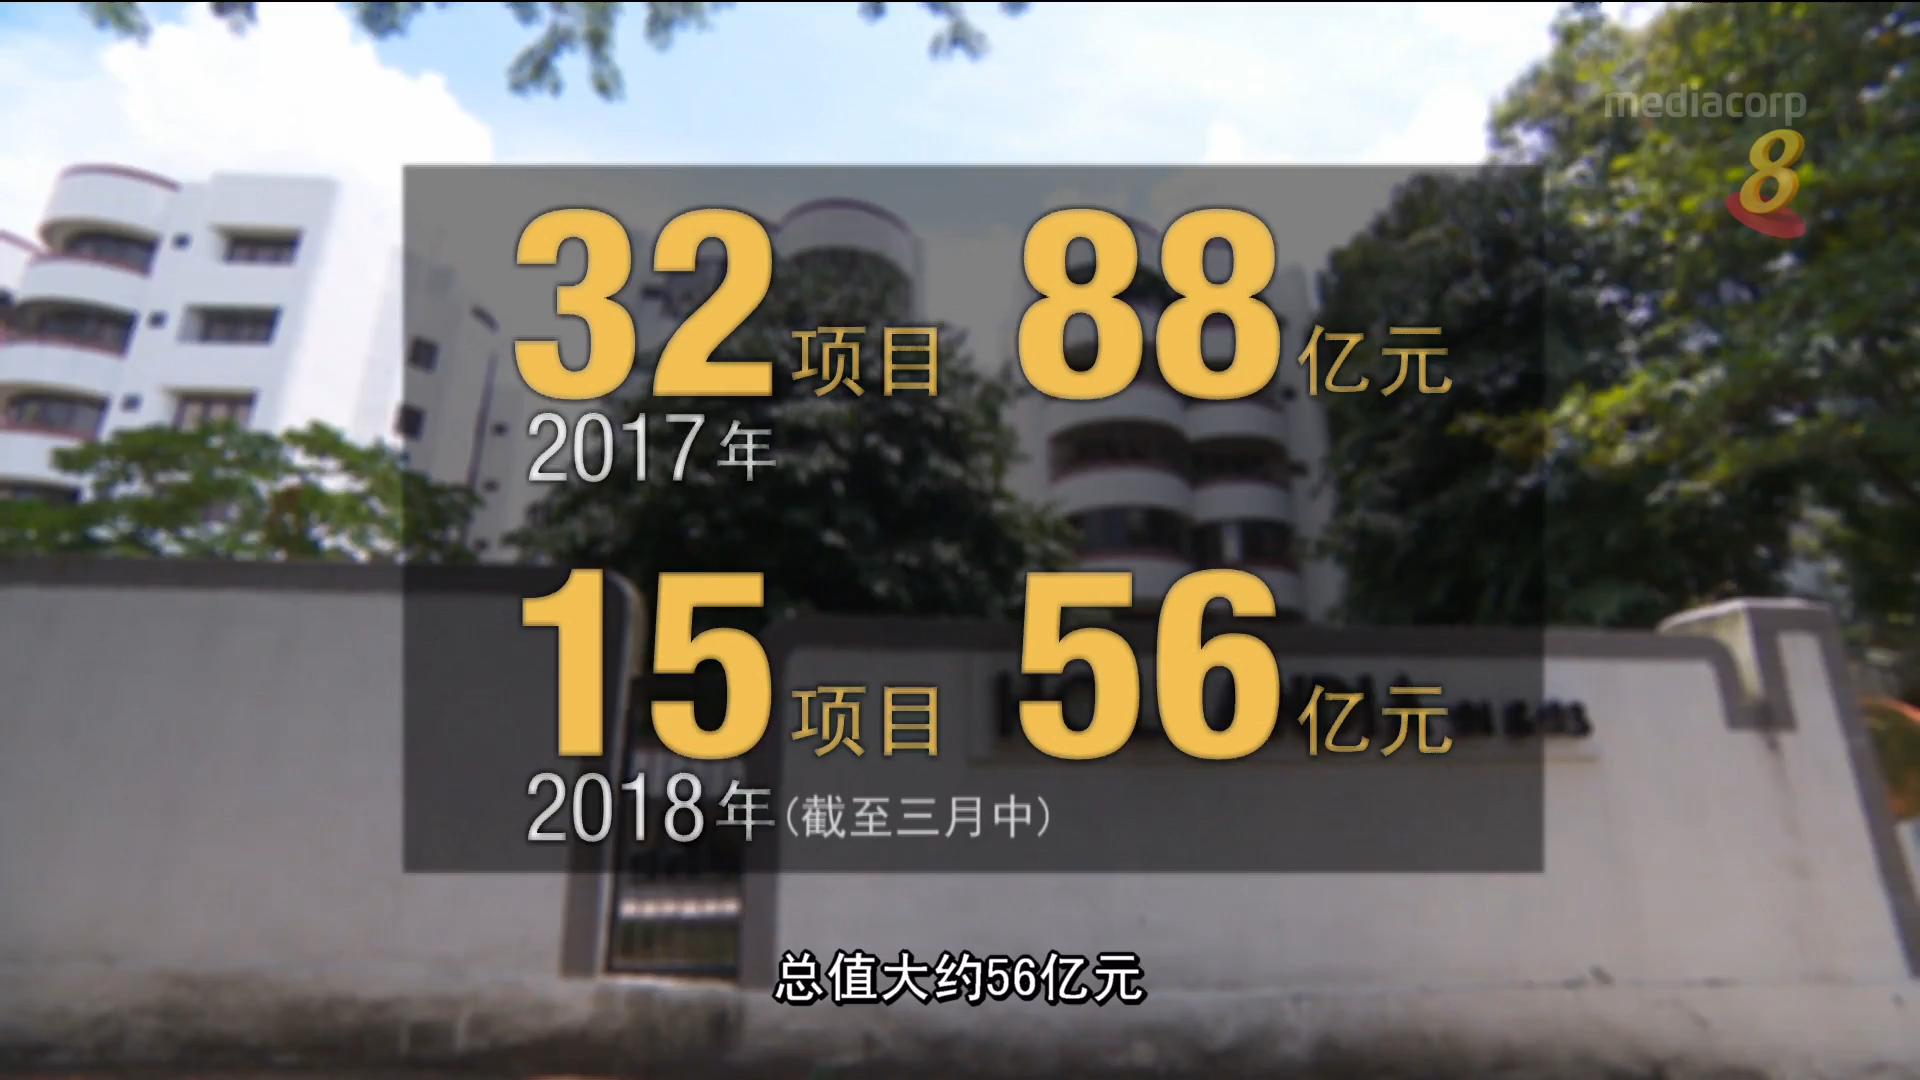 mediacorp
8
32项目 88亿元
2017年
15项目 56亿元
2018年(截至三月中)
总值大约56亿元